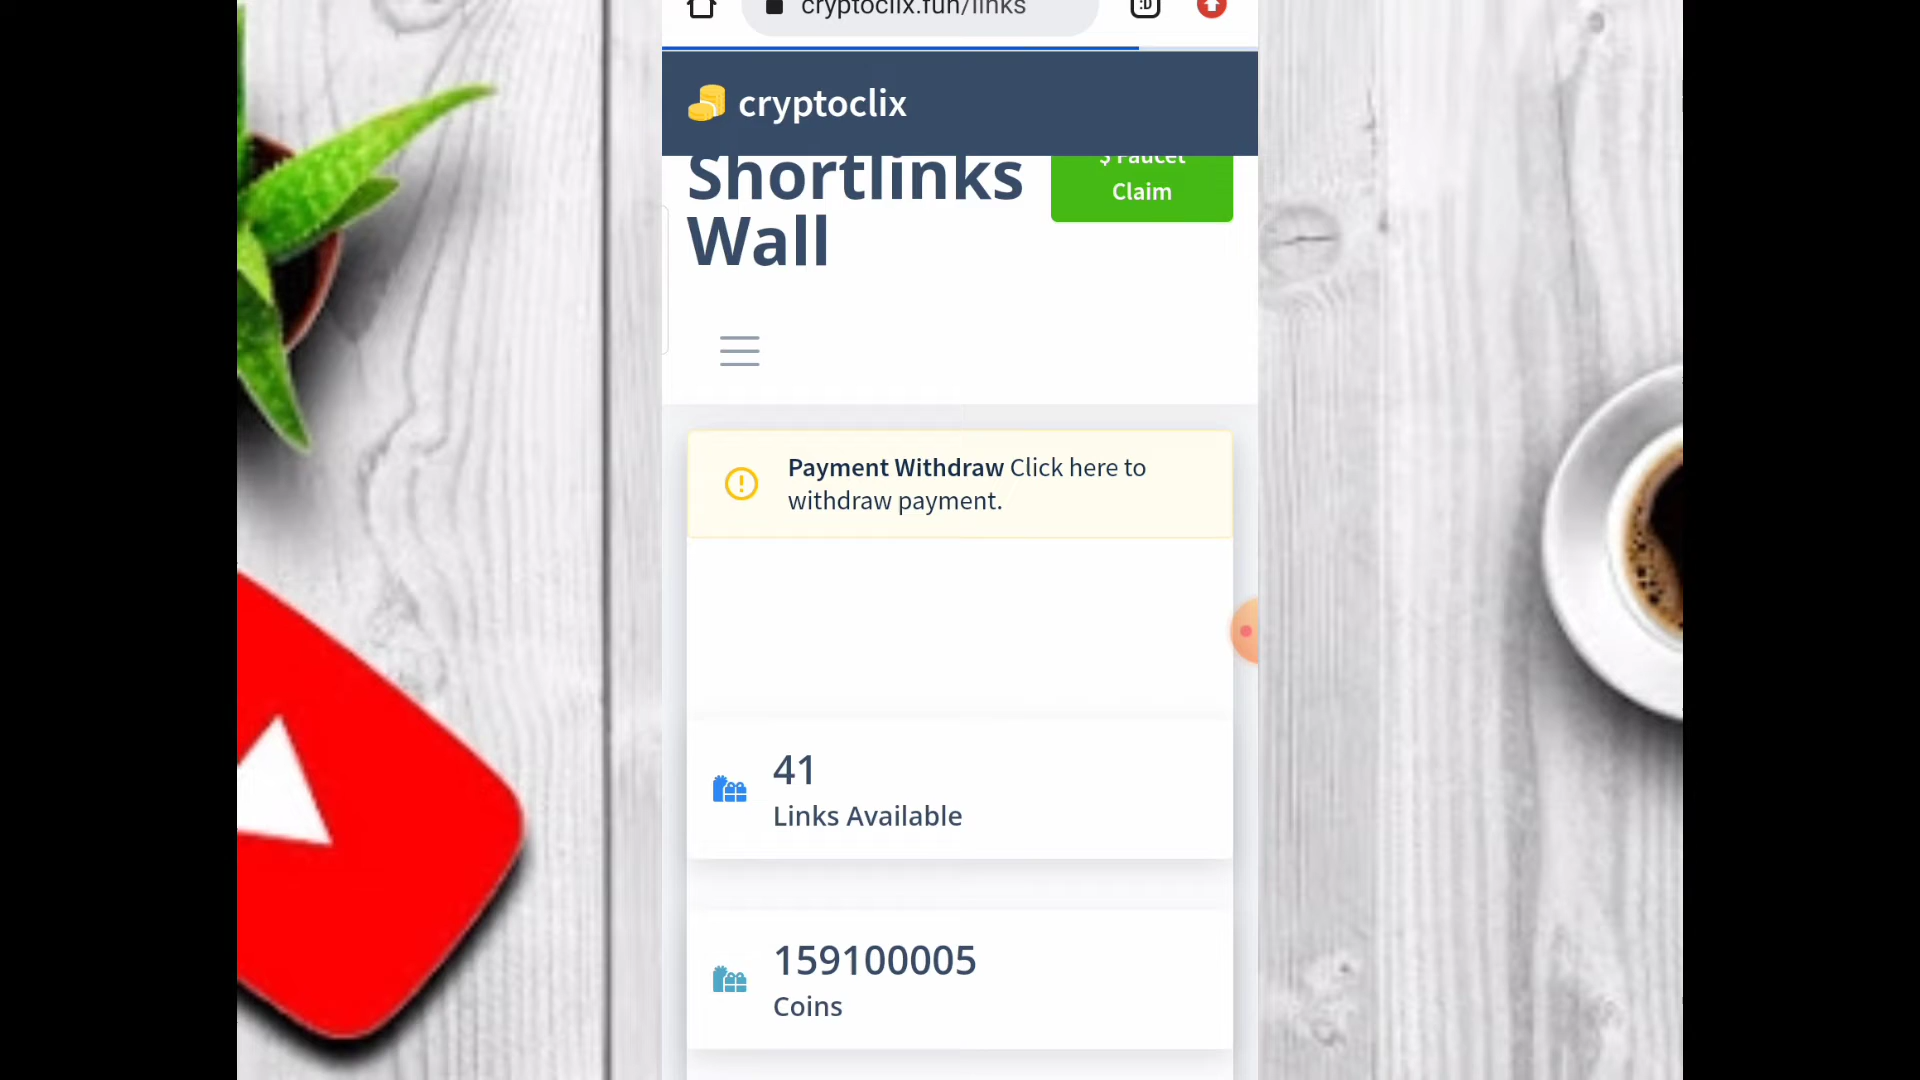 cryptoclix.fun/links
:D
cryptoclix
Shortlinks
Wall
$ Faucet
Claim
Payment Withdraw Click here to
withdraw payment.
41
Links Available
159100005
Coins